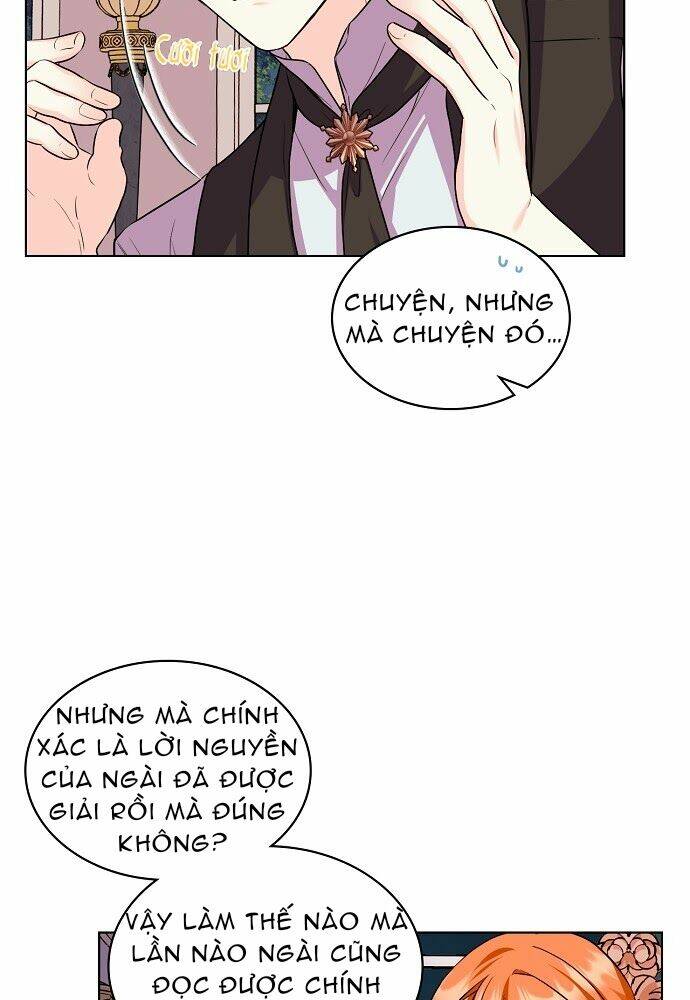 Cười tươi
CHUYỆN, NHƯNG
MÀ CHUYỆN ĐÓ...
NHƯNG MÀ CHÍNH
XÁC LÀ LỜI NGUYỀN
CỦA NGÀI ĐÃ ĐƯỢC
GIẢI RỒI MÀ ĐÚNG
KHÔNG?
VẬY LÀM THẾ NÀO MÀ
LẦN NÀO NGÀI CŨNG
ĐỌC ĐƯỢC CHÍNH